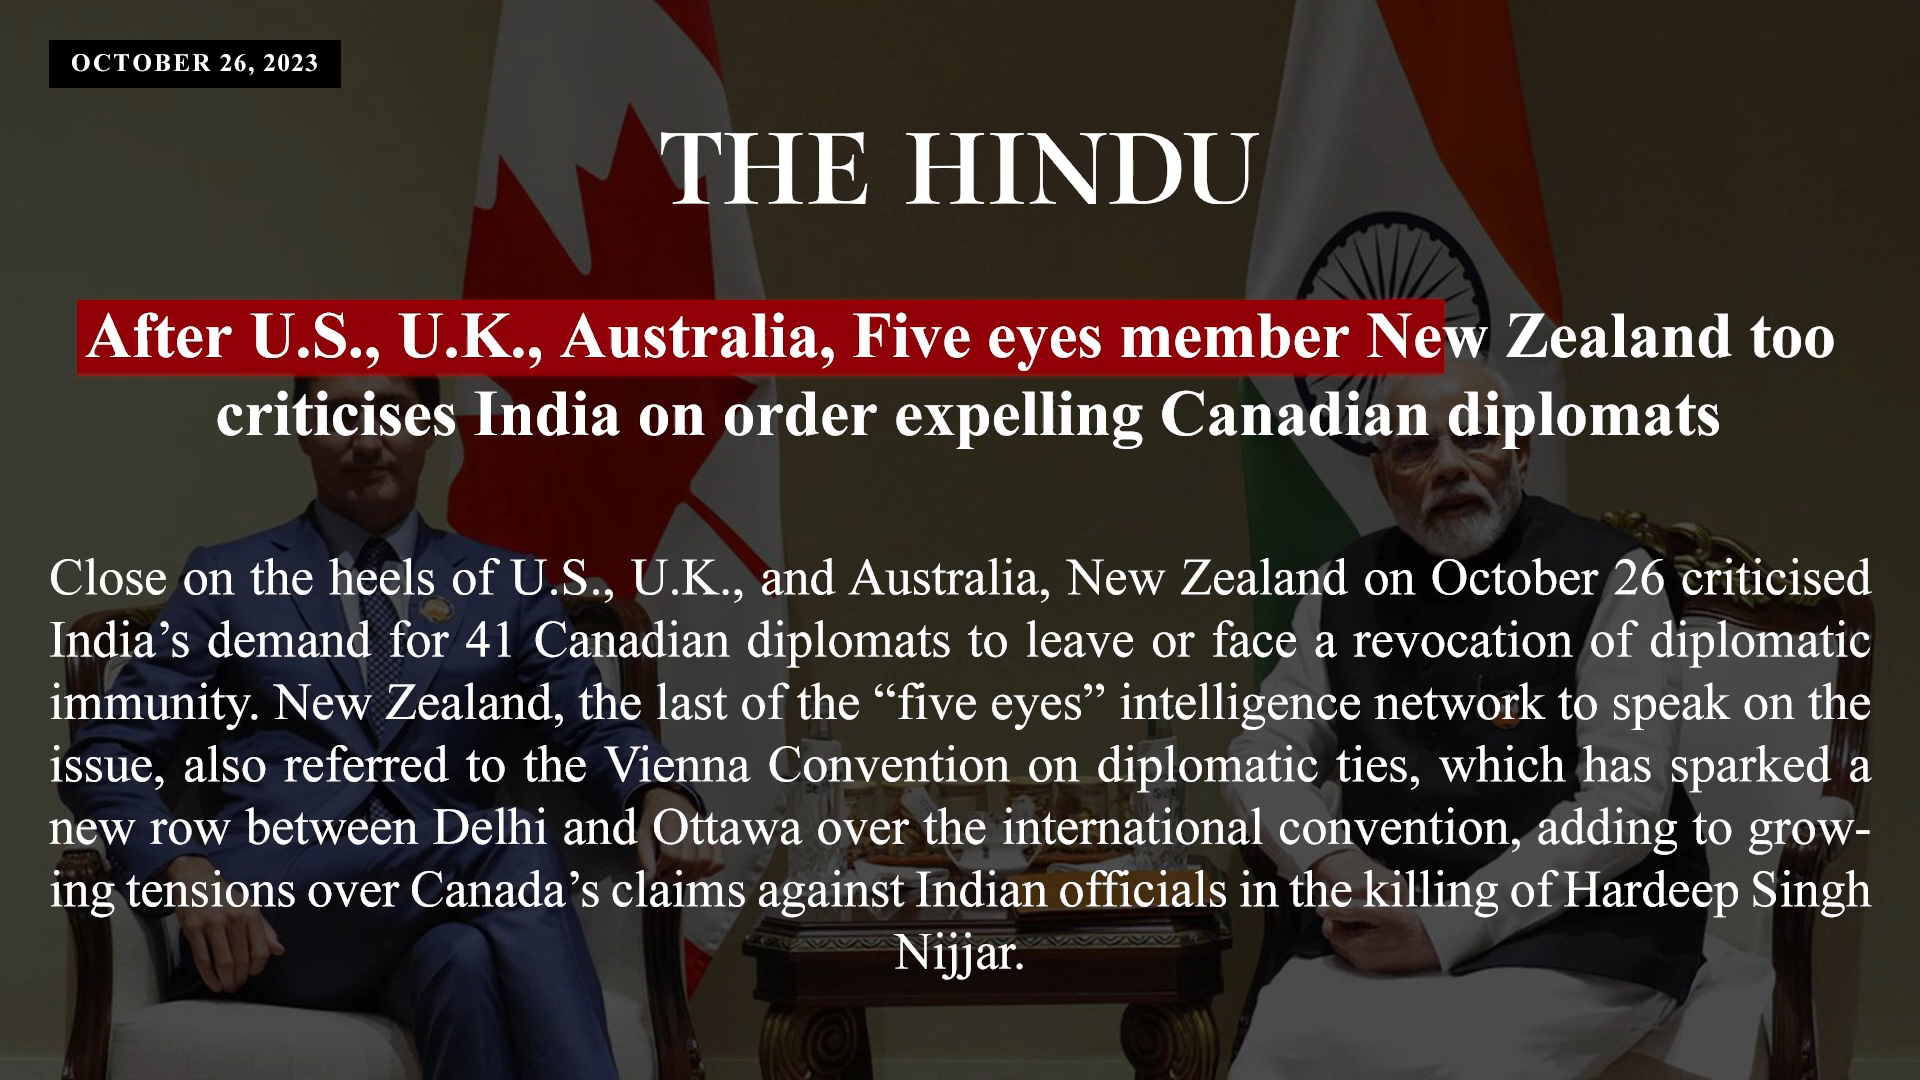 OCTOBER 26, 2023
THE HINDU
After U.S., U.K., Australia, Five eyes member New Zealand too
criticises India on order expelling Canadian diplomats
Close on the heels of U.S., U.K., and Australia, New Zealand on October 26 criticised
India’s demand for 41 Canadian diplomats to leave or face a revocation of diplomatic
immunity. New Zealand, the last of the “five eyes” intelligence network to speak on the
issue, also referred to the Vienna Convention on diplomatic ties, which has sparked a
new row between Delhi and Ottawa over the international convention, adding to grow-
ing tensions over Canada’s claims against Indian officials in the killing of Hardeep Singh
Nijjar.